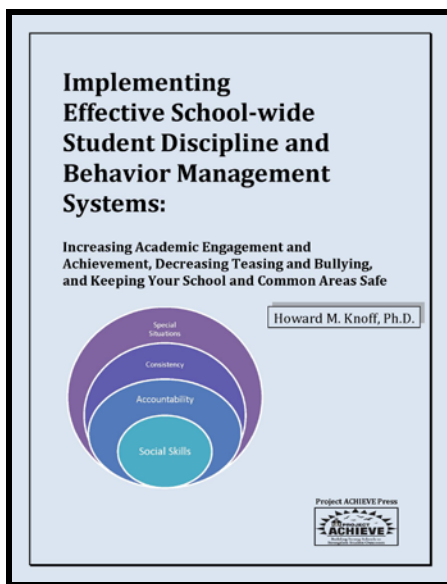 Implementing
Effective School-wide
Student Discipline and
Behavior Management
Systems:
Increasing Academic Engagement and
Achievement, Decreasing Teasing and Bullying,
and Keeping Your School and Common Areas Safe
Howard M. Knoff, Ph.D.
Special
Situations
Consistency
Accountability
Social Skills
Project ACHIEVE Press
PROJECT
ACHIEVE